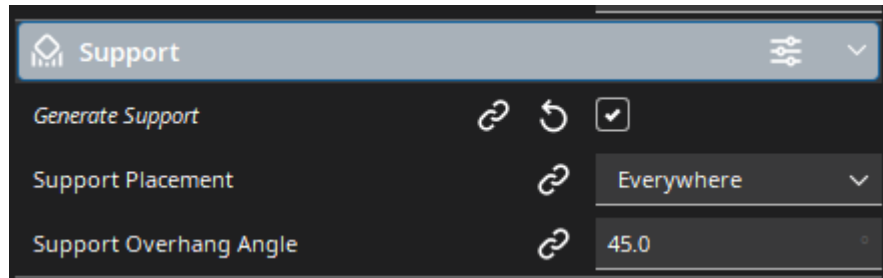 Support
Generate Support
Support Placement Everywhere
Support Overhang Angle 45.0 °